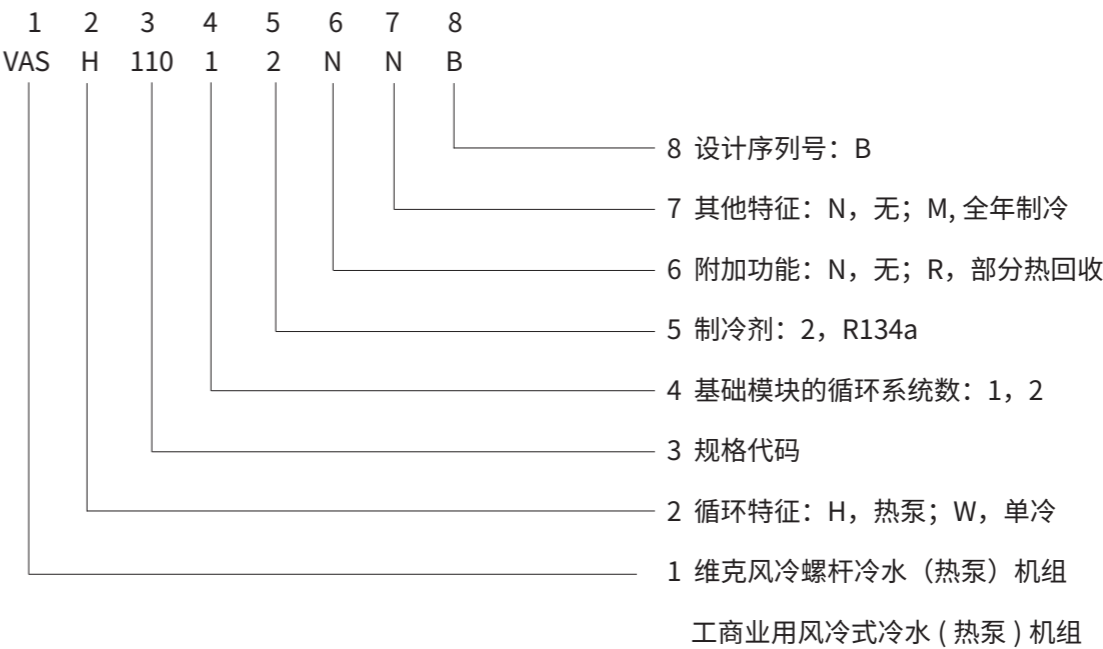 1 2 3 4 5 6 7 8
VAS H 110 1 2 N N B
8 设计序列号：B
7 其他特征：N，无；M, 全年制冷
6 附加功能：N，无；R，部分热回收
5 制冷剂：2，R134a
4 基础模块的循环系统数：1，2
3 规格代码
2 循环特征：H，热泵；W，单冷
1 维克风冷螺杆冷水（热泵）机组
工商业用风冷式冷水 ( 热泵 ) 机组